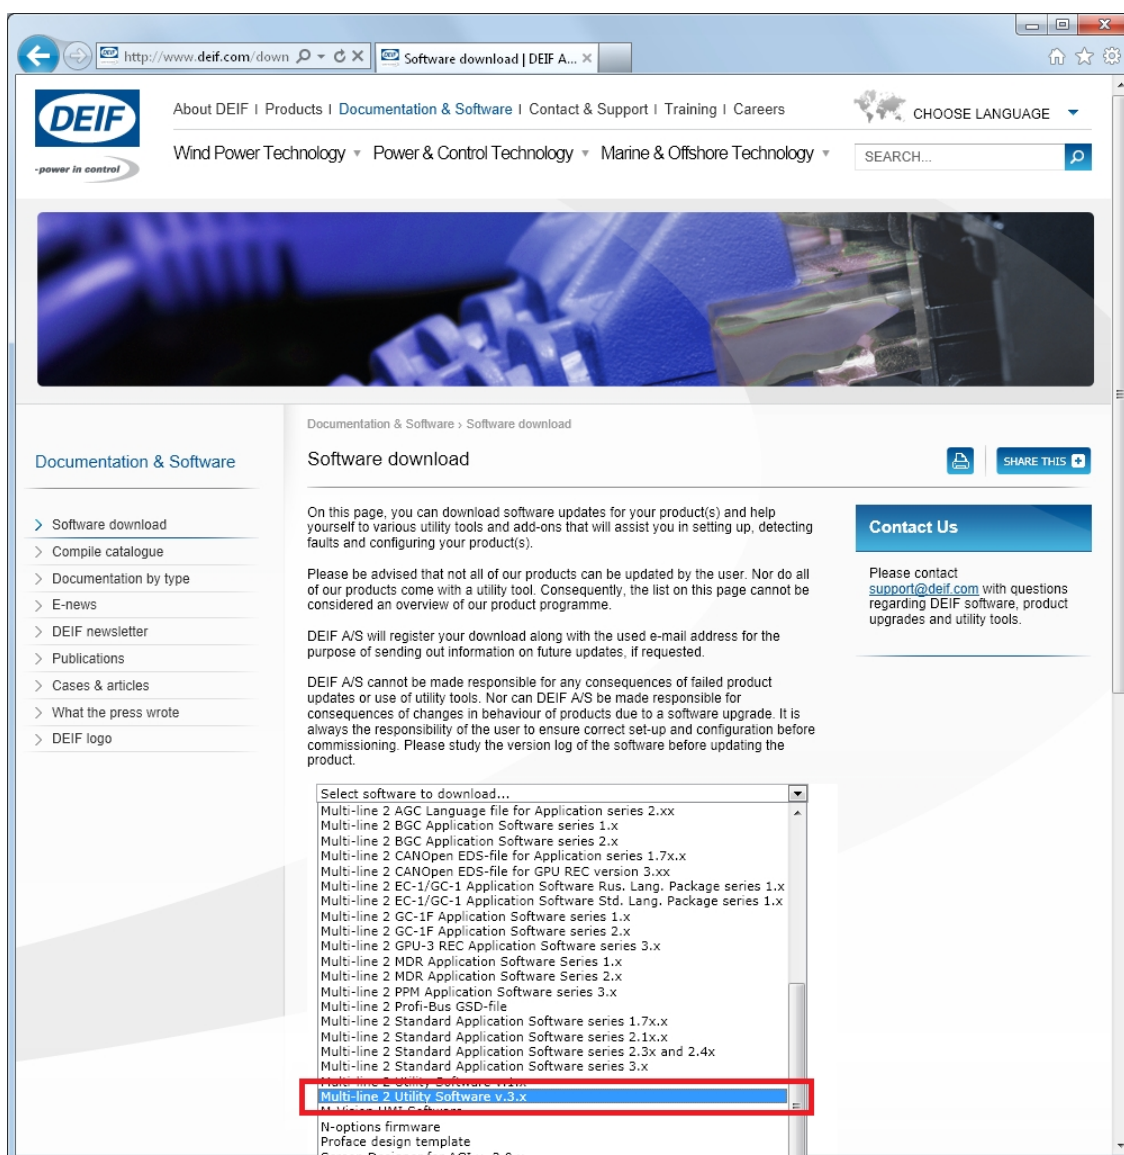 http://www.deif.com/down
Software download | DEIF A...
DEIF
-power in control
About DEIF | Products | Documentation & Software | Contact & Support | Training | Careers
CHOOSE LANGUAGE
Wind Power Technology Power & Control Technology Marine & Offshore Technology
SEARCH...
Documentation & Software › Software download
Documentation & Software
Software download
SHARE THIS
Software download
Compile catalogue
Documentation by type
E-news
DEIF newsletter
Publications
Cases & articles
What the press wrote
DEIF logo
On this page, you can download software updates for your product(s) and help
yourself to various utility tools and add-ons that will assist you in setting up, detecting
faults and configuring your product(s).
Please be advised that not all of our products can be updated by the user. Nor do all
of our products come with a utility tool. Consequently, the list on this page cannot be
considered an overview of our product programme.
DEIF A/S will register your download along with the used e-mail address for the
purpose of sending out information on future updates, if requested.
DEIF A/S cannot be made responsible for any consequences of failed product
updates or use of utility tools. Nor can DEIF A/S be made responsible for
consequences of changes in behaviour of products due to a software upgrade. It is
always the responsibility of the user to ensure correct set-up and configuration before
commissioning. Please study the version log of the software before updating the
product.
Contact Us
Please contact
support@deif.com with questions
regarding DEIF software, product
upgrades and utility tools.
Select software to download...
Multi-line 2 AGC Language file for Application series 2.xx
Multi-line 2 BGC Application Software series 1.x
Multi-line 2 BGC Application Software series 2.x
Multi-line 2 CANOpen EDS-file for Application series 1.7x.x
Multi-line 2 CANOpen EDS-file for GPU REC version 3.xx
Multi-line 2 EC-1/GC-1 Application Software Rus. Lang. Package series 1.x
Multi-line 2 EC-1/GC-1 Application Software Std. Lang. Package series 1.x
Multi-line 2 GC-1F Application Software series 1.x
Multi-line 2 GC-1F Application Software series 2.x
Multi-line 2 GPU-3 REC Application Software series 3.x
Multi-line 2 MDR Application Software Series 1.x
Multi-line 2 MDR Application Software Series 2.x
Multi-line 2 PPM Application Software series 3.x
Multi-line 2 Profi-Bus GSD-file
Multi-line 2 Standard Application Software series 1.7x.x
Multi-line 2 Standard Application Software series 2.1x.x
Multi-line 2 Standard Application Software series 2.3x and 2.4x
Multi-line 2 Standard Application Software series 3.x
Multi-line 2 Utility Software v.1.x
Multi-line 2 Utility Software v.3.x
M-Vision HMI Software
N-options firmware
Proface design template